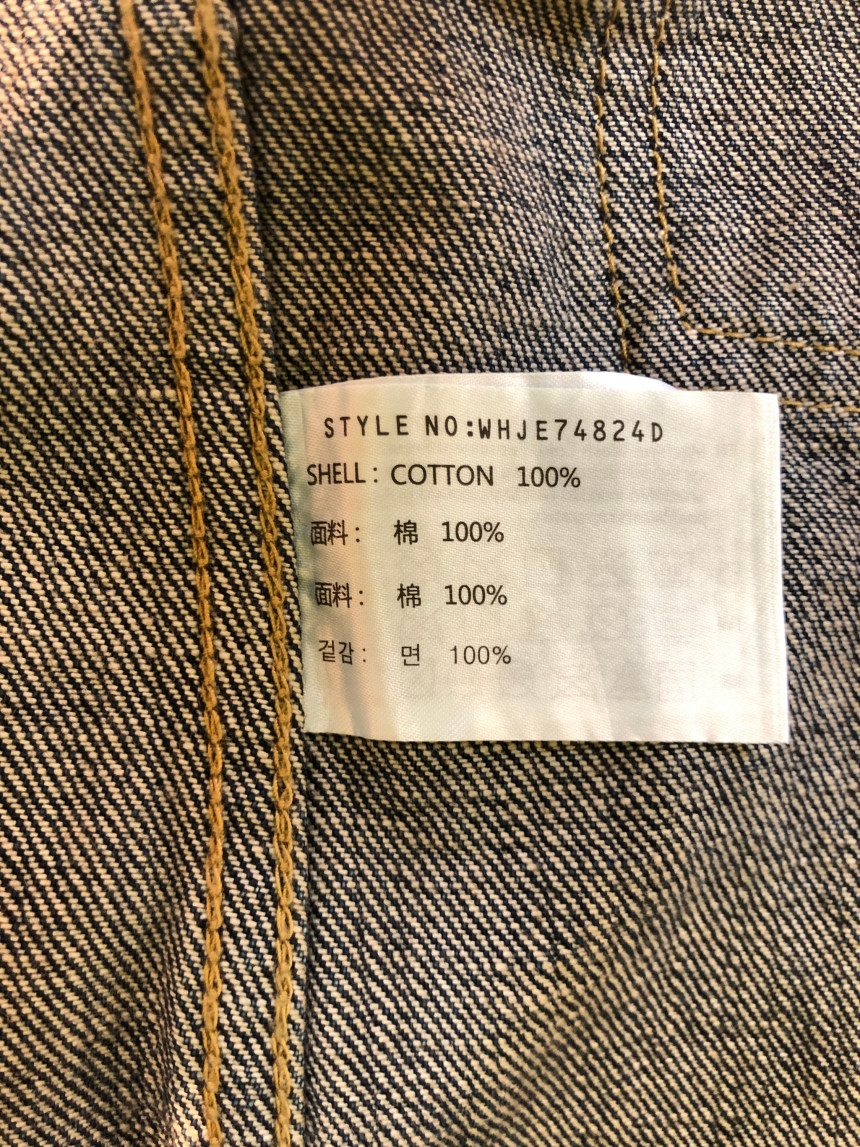 STYLE NO:WHJE74824D
SHELL: COTTON 100%
面料: 棉 100%
面料: 棉 100%
겉감: 면 100%